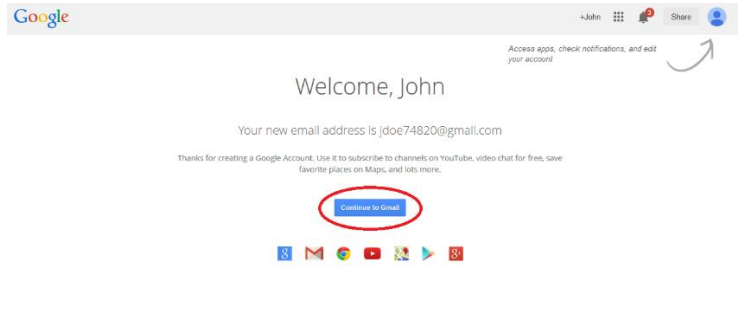 Google
+John
3
Share
Access apps, check notifications, and edit
your account
Welcome, John
Your new email address is jdoe74820@gmail.com
Thanks for creating a Google Account. Use it to subscribe to channels on YouTube, video chat for free, save
favorite places on Maps, and lots more.
Continue to Gmail
8
g+